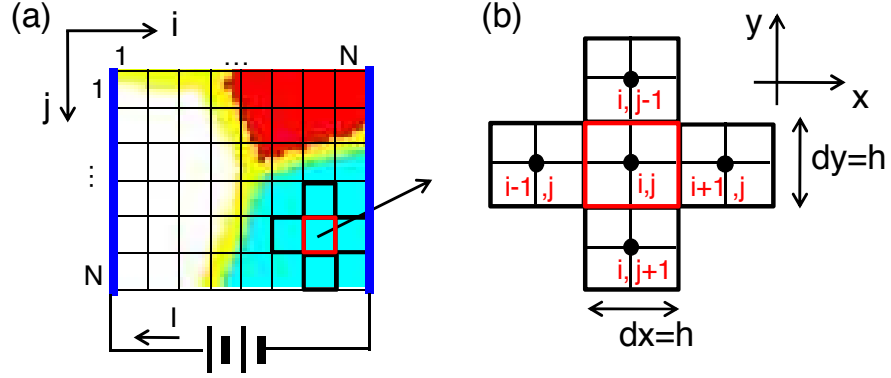 (a)
i
1 ... N
1
j
...
N
I
(b)
y
x
i, j-1
i-1 ,j
i,j
i+1 ,j
dy=h
i, j+1
dx=h